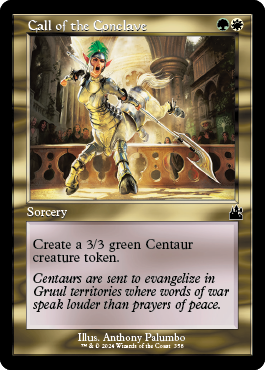 Call of the Conclave
Sorcery
Create a 3/3 green Centaur
creature token.
Centaurs are sent to evangelize in
Gruul territories where words of war
speak louder than prayers of peace.
Illus. Anthony Palumbo
™ & © 2024 Wizards of the Coast 358